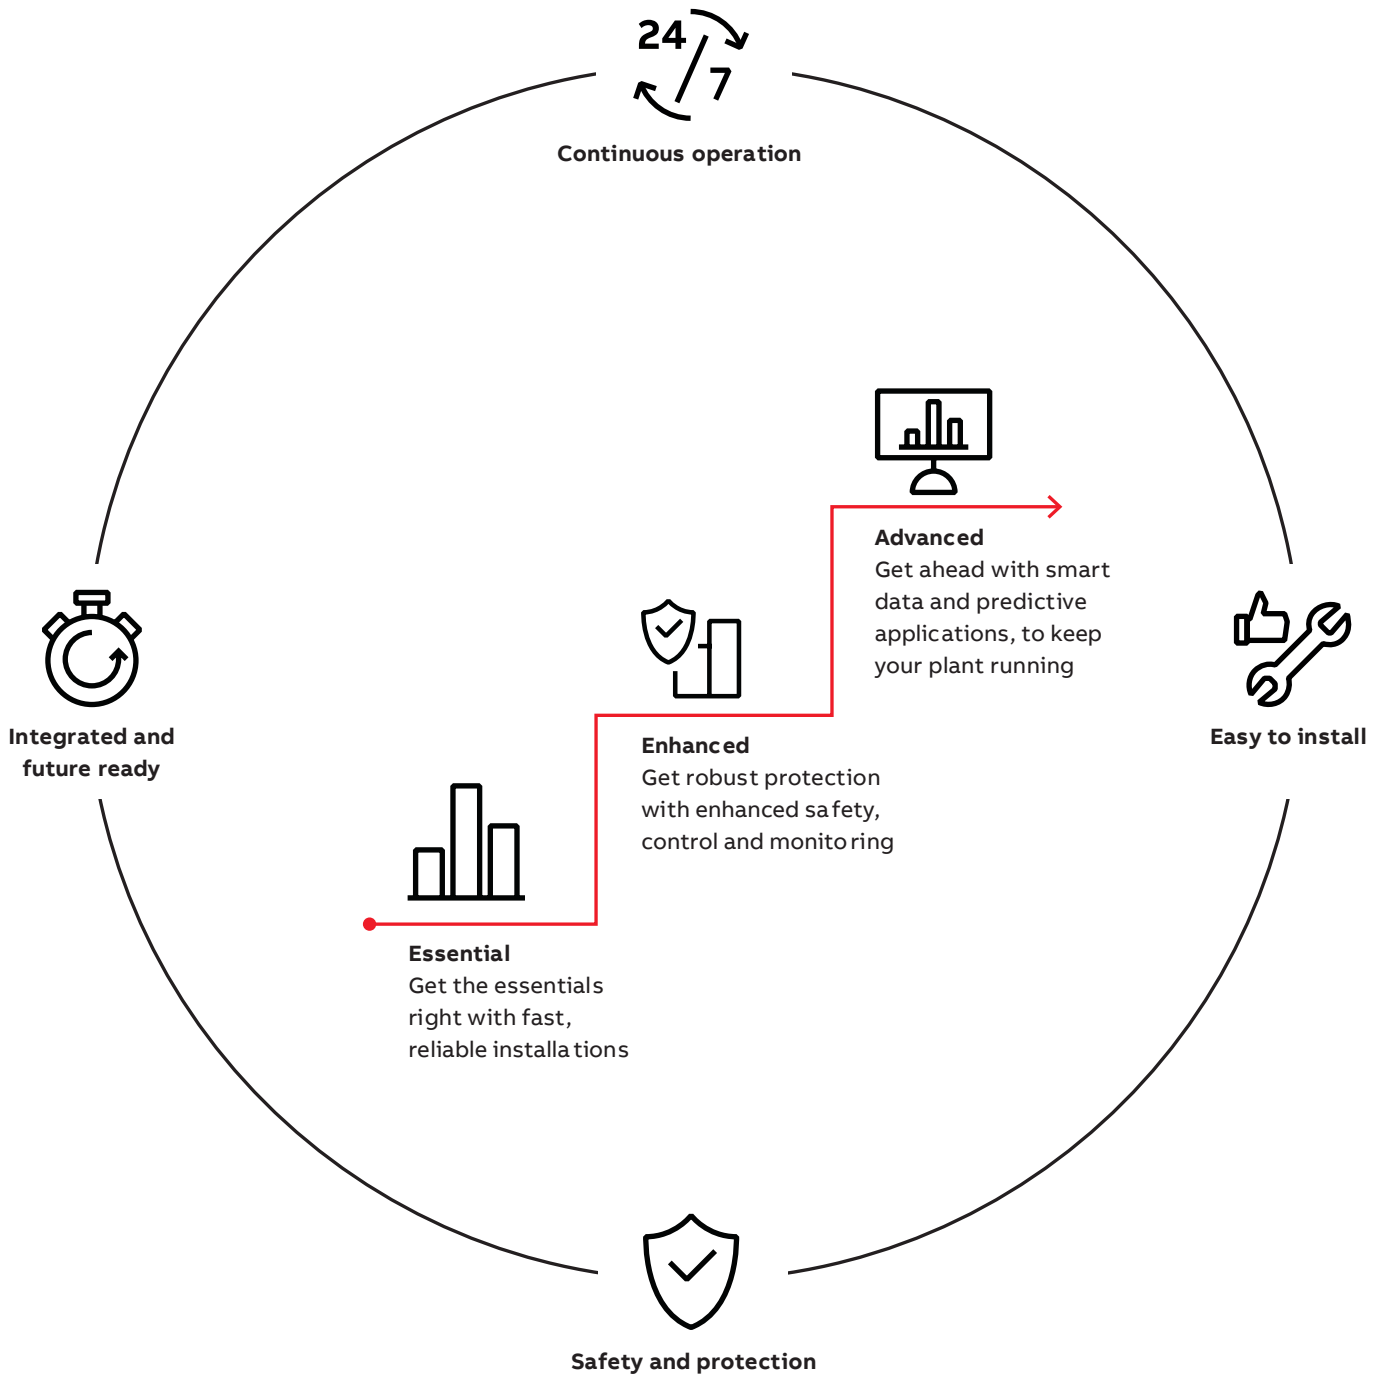 24
7
Continuous operation
Advanced
Get ahead with smart
data and predictive
applications, to keep
your plant running
Integrated and
future ready
Easy to install
Enhanced
Get robust protection
with enhanced safety,
control and monitoring
Essential
Get the essentials
right with fast,
reliable installations
Safety and protection